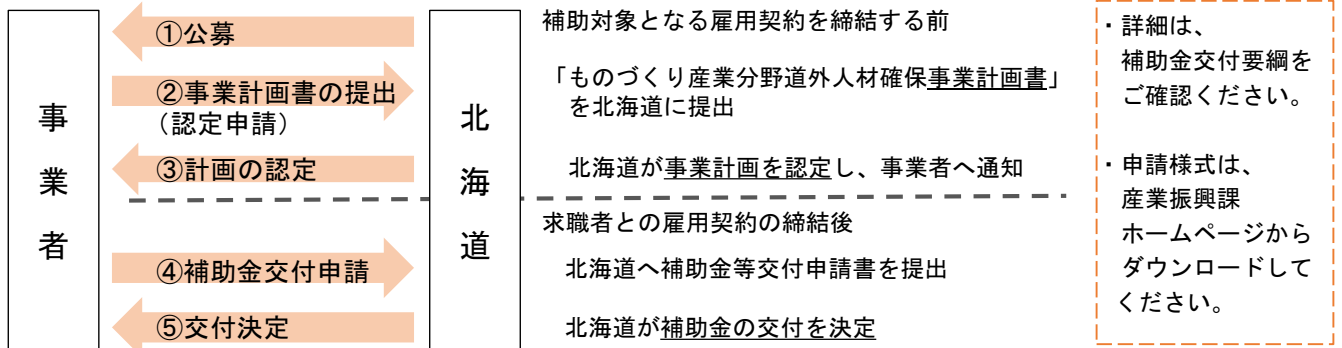 事業者
①公募
②事業計画書の提出
（認定申請）
③計画の認定
④補助金交付申請
⑤交付決定
北海道
補助対象となる雇用契約を締結する前
「ものづくり産業分野道外人材確保事業計画書」
を北海道に提出
北海道が事業計画を認定し、事業者へ通知
求職者との雇用契約の締結後
北海道へ補助金等交付申請書を提出
北海道が補助金の交付を決定
・詳細は、
補助金交付要綱を
ご確認ください。
・申請様式は、
産業振興課
ホームページから
ダウンロードして
ください。